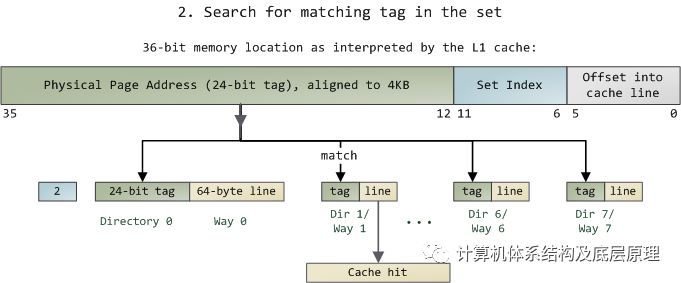 2. Search for matching tag in the set
36-bit memory location as interpreted by the L1 cache:
Physical Page Address (24-bit tag), aligned to 4KB
Set Index
Offset into
cache line
35
12
11
6
5
0
match
2
24-bit tag
64-byte line
tag
line
tag
line
tag
line
Directory 0
Way 0
Dir 1/
Way 1
...
Dir 6/
Way 6
Dir 7/
Way 7
计算机体系结构及底层原理
Cache hit